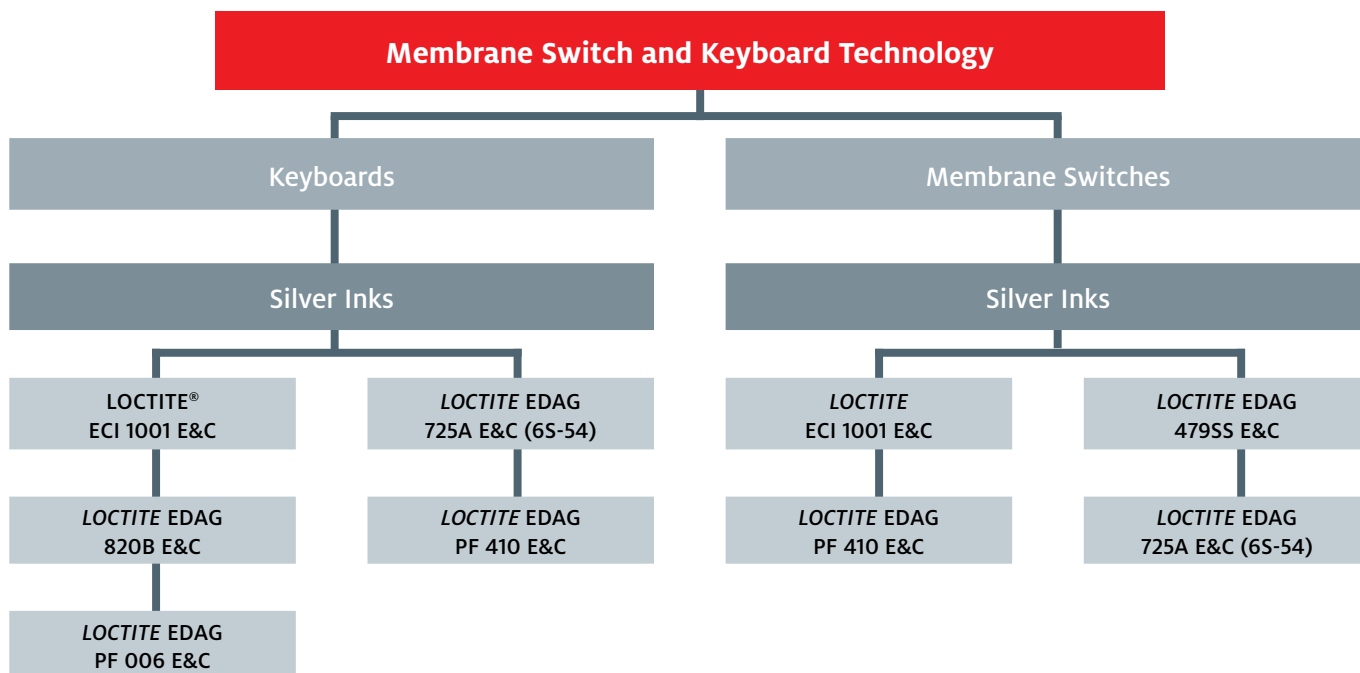 Membrane Switch and Keyboard Technology
Keyboards
Membrane Switches
Silver Inks
Silver Inks
LOCTITE®
ECI 1001 E&C
LOCTITE EDAG
725A E&C (6S-54)
LOCTITE
ECI 1001 E&C
LOCTITE EDAG
479SS E&C
LOCTITE EDAG
820B E&C
LOCTITE EDAG
PF 410 E&C
LOCTITE EDAG
PF 410 E&C
LOCTITE EDAG
725A E&C (6S-54)
LOCTITE EDAG
PF 006 E&C